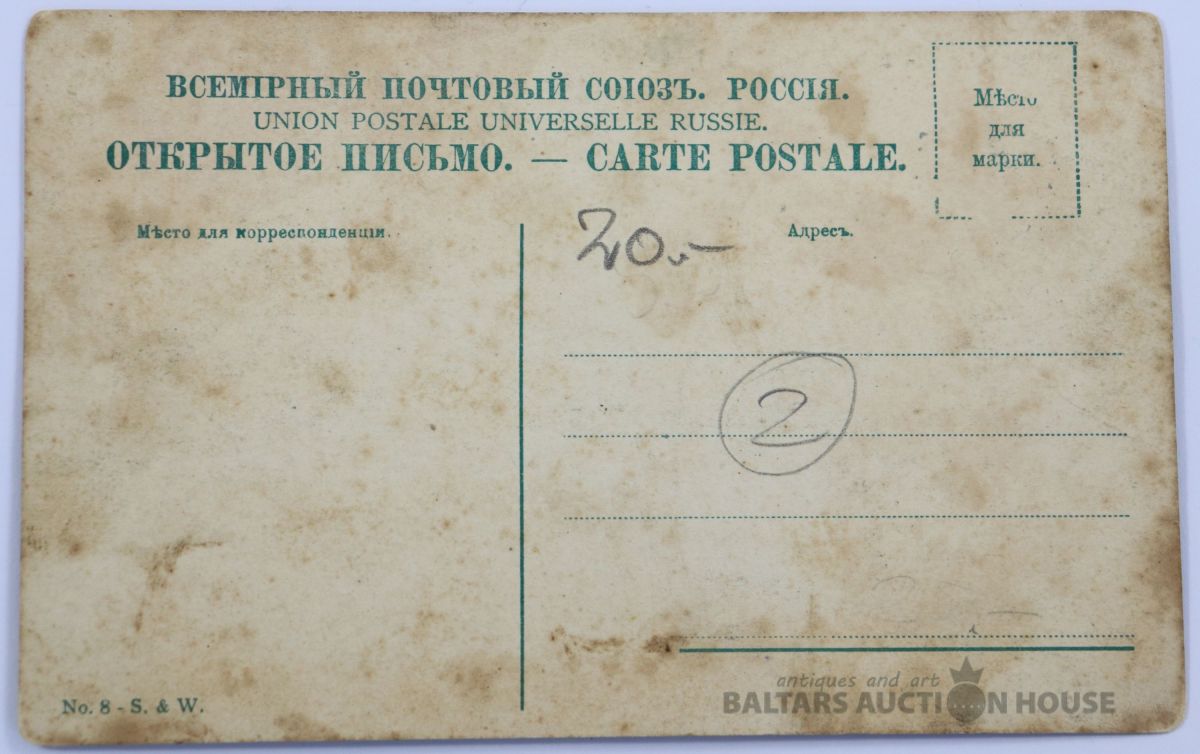 ВСЕМІРНЫЙ ПОЧТОВЫЙ СОЮЗЪ. РОССІЯ.
UNION POSTALE UNIVERSELLE RUSSIE.
ОТКРЫТОЕ ПИСЬМО. — CARTE POSTALE.
Мѣсто
для
марки.
Мѣсто для корреспонденціи.
Адресъ.
20.-
2
No. 8 - S. & W.
antiques and art
BALTARS AUCTION HOUSE